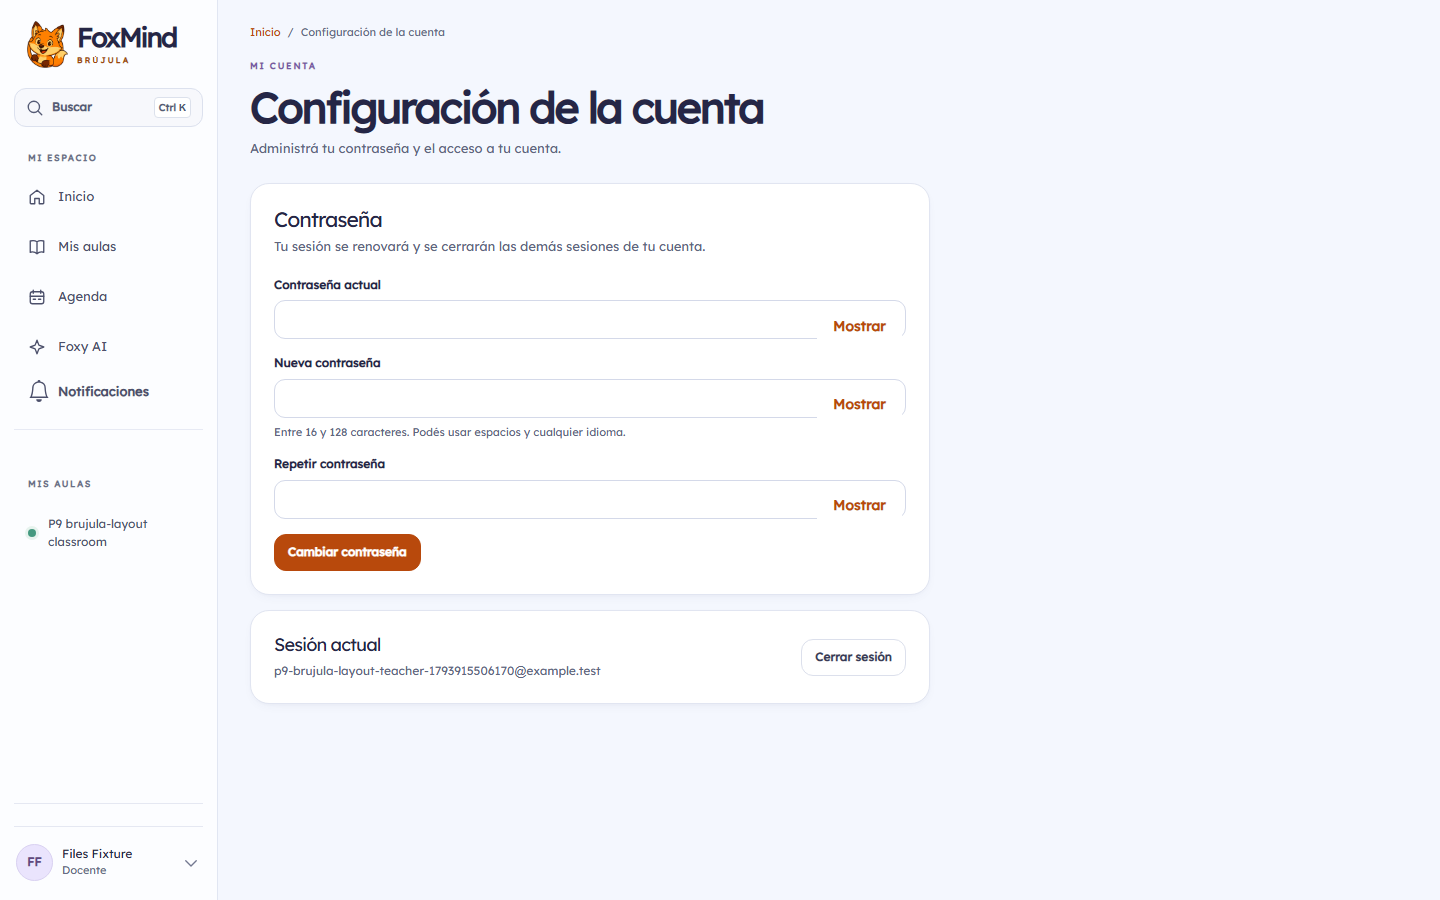 FoxMind
BRÚJULA
Buscar
Ctrl K
MI ESPACIO
Inicio
Mis aulas
Agenda
Foxy AI
Notificaciones
MIS AULAS
P9 brujula-layout
classroom
FF
Files Fixture
Docente
Inicio / Configuración de la cuenta
MI CUENTA
Configuración de la cuenta
Administrá tu contraseña y el acceso a tu cuenta.
Contraseña
Tu sesión se renovará y se cerrarán las demás sesiones de tu cuenta.
Contraseña actual
Mostrar
Nueva contraseña
Mostrar
Entre 16 y 128 caracteres. Podés usar espacios y cualquier idioma.
Repetir contraseña
Mostrar
Cambiar contraseña
Sesión actual
p9-brujula-layout-teacher-1793915506170@example.test
Cerrar sesión